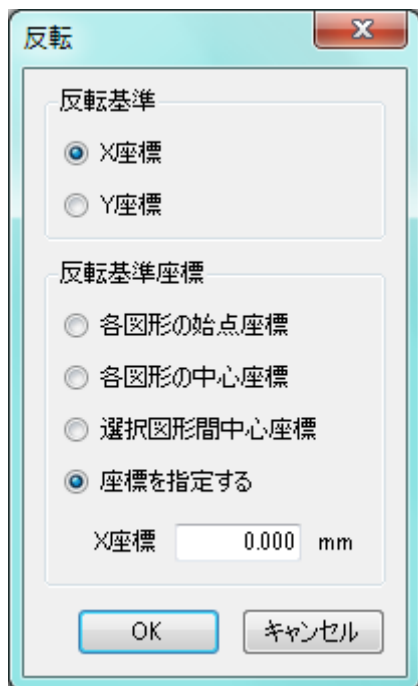 反転
反転基準
X座標
Y座標
反転基準座標
各図形の始点座標
各図形の中心座標
選択図形間中心座標
座標を指定する
X座標 0.000 mm
OK キャンセル